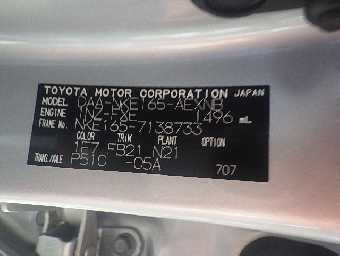 TOYOTA MOTOR CORPORATION JAPAN
MODEL DAA-NKE165-AEXNB
ENGINE 1NZ-FXE 1496 mL
FRAME No. NKE165-7138733
COLOR TRIM PLANT OPTION
1F7 FB21 N21
TRANS./AXLE P510 -05A
707